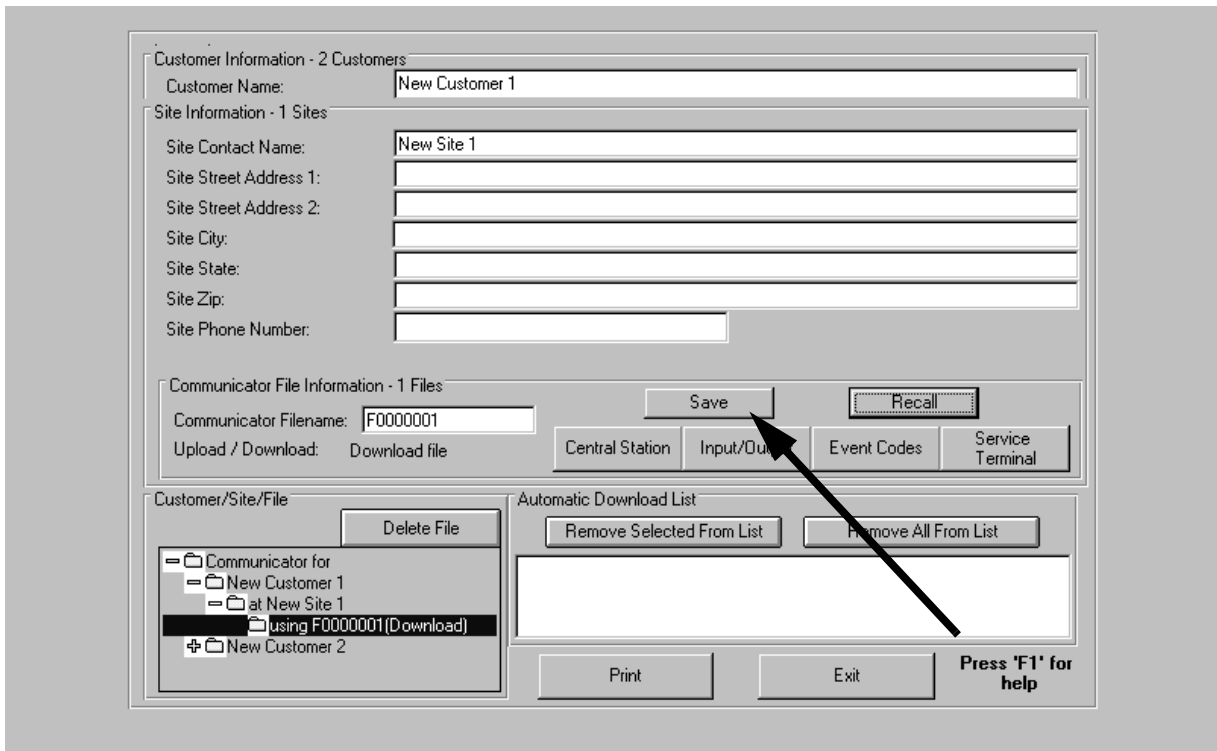 Customer Information - 2 Customers
Customer Name: New Customer 1
Site Information - 1 Sites
Site Contact Name: New Site 1
Site Street Address 1:
Site Street Address 2:
Site City:
Site State:
Site Zip:
Site Phone Number:
Communicator File Information - 1 Files
Save Recall
Communicator Filename: F0000001
Upload / Download: Download file
Central Station Event Codes Service
Terminal
Customer/Site/File
Delete File
Communicator for
New Customer 1
at New Site 1
using F0000001(Download)
New Customer 2
Automatic Download List
Remove Selected From List Remove All From List
Print Exit
Press 'F1' for
help